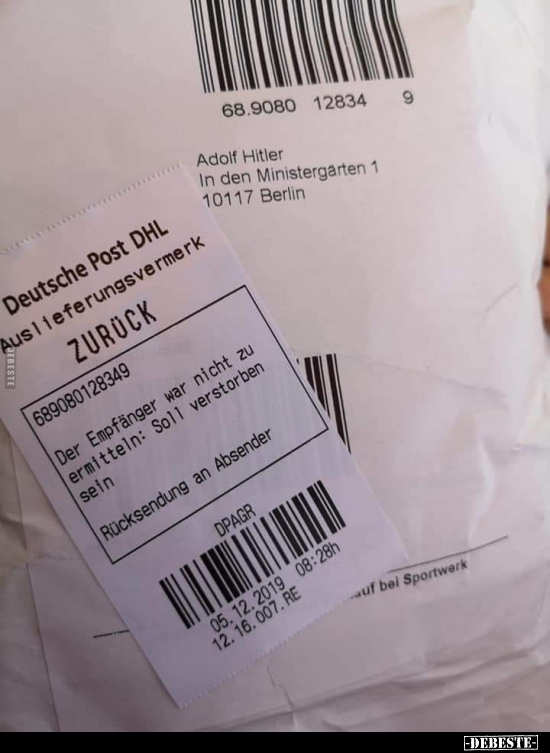 68.9080 12834 9
Adolf Hitler
In den Ministergärten 1
10117 Berlin
Deutsche Post DHL
Auslieferungsvermerk
ZURÜCK
689080128349
Der Empfänger war nicht zu
ermitteln: Soll verstorben
sein
Rücksendung an Absender
DPAGR
05.12.2019 08:28h
12.16.007.RE
bei Sportwerk
DEBESTE
-DEBESTE-